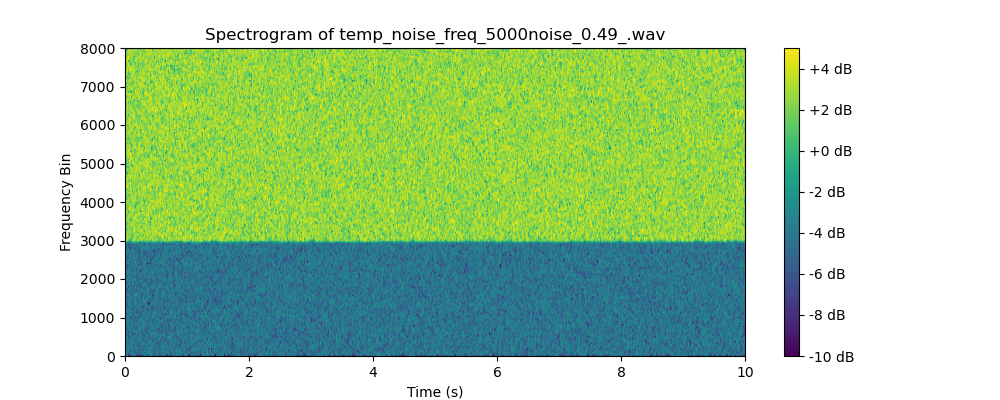 Spectrogram of temp_noise_freq_5000noise_0.49_.wav
8000
7000
6000
5000
4000
3000
2000
1000
0
Frequency Bin
0 2 4 6 8 10
Time (s)
+4 dB
+2 dB
+0 dB
-2 dB
-4 dB
-6 dB
-8 dB
-10 dB